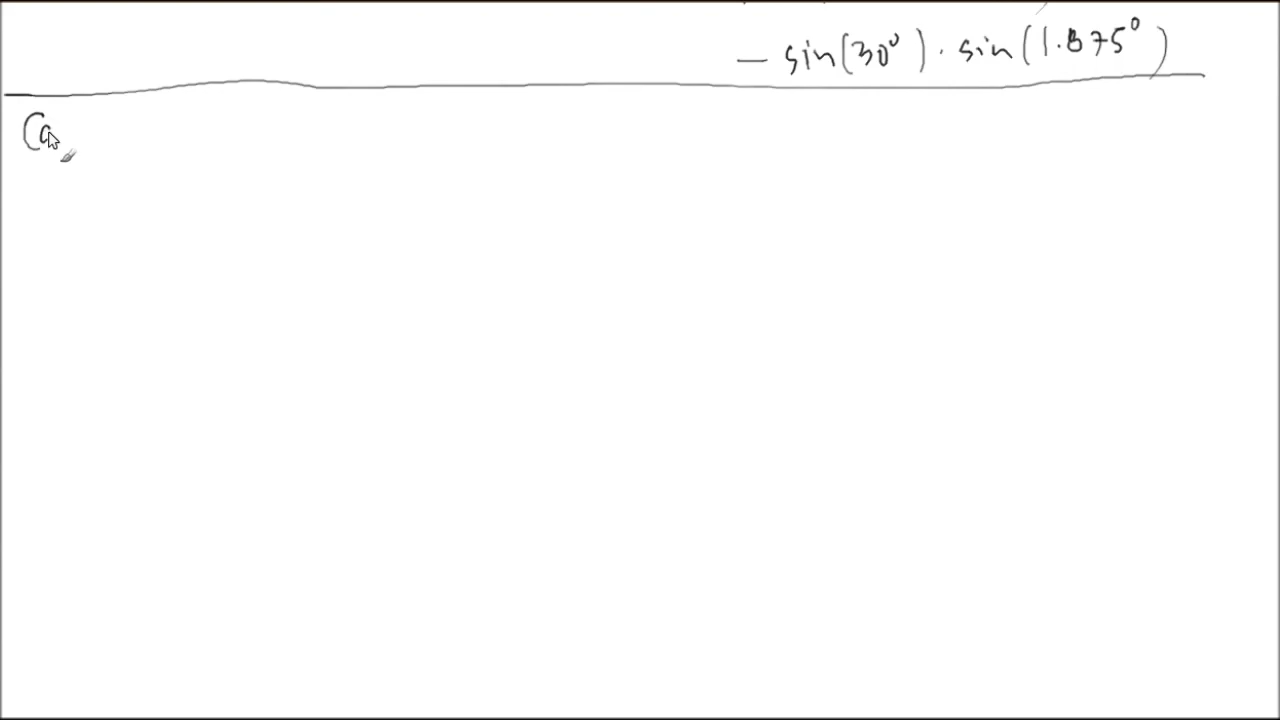 — sin(30°) · sin(1.875°)
(a